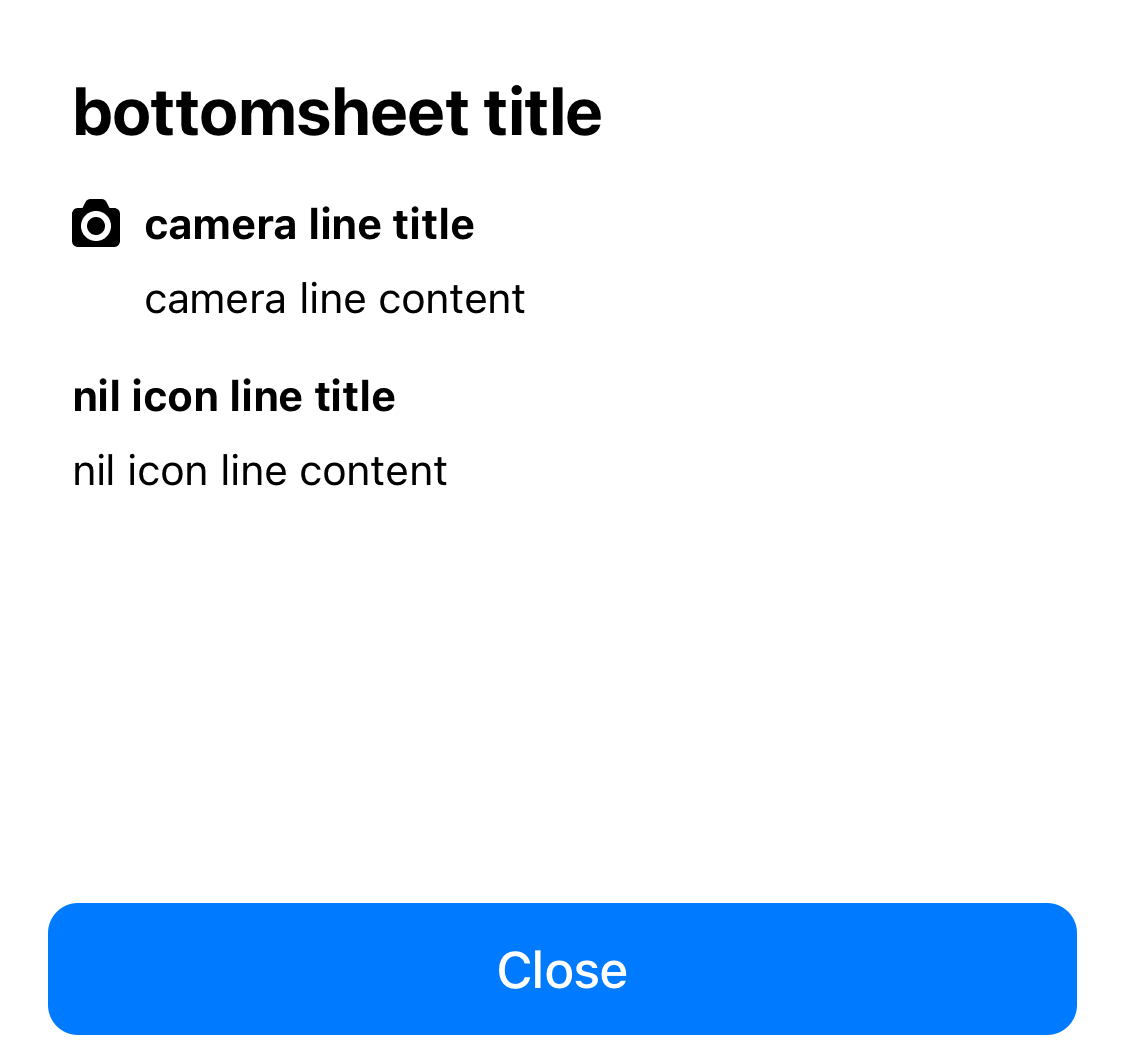 bottomsheet title
camera line title
camera line content
nil icon line title
nil icon line content
Close